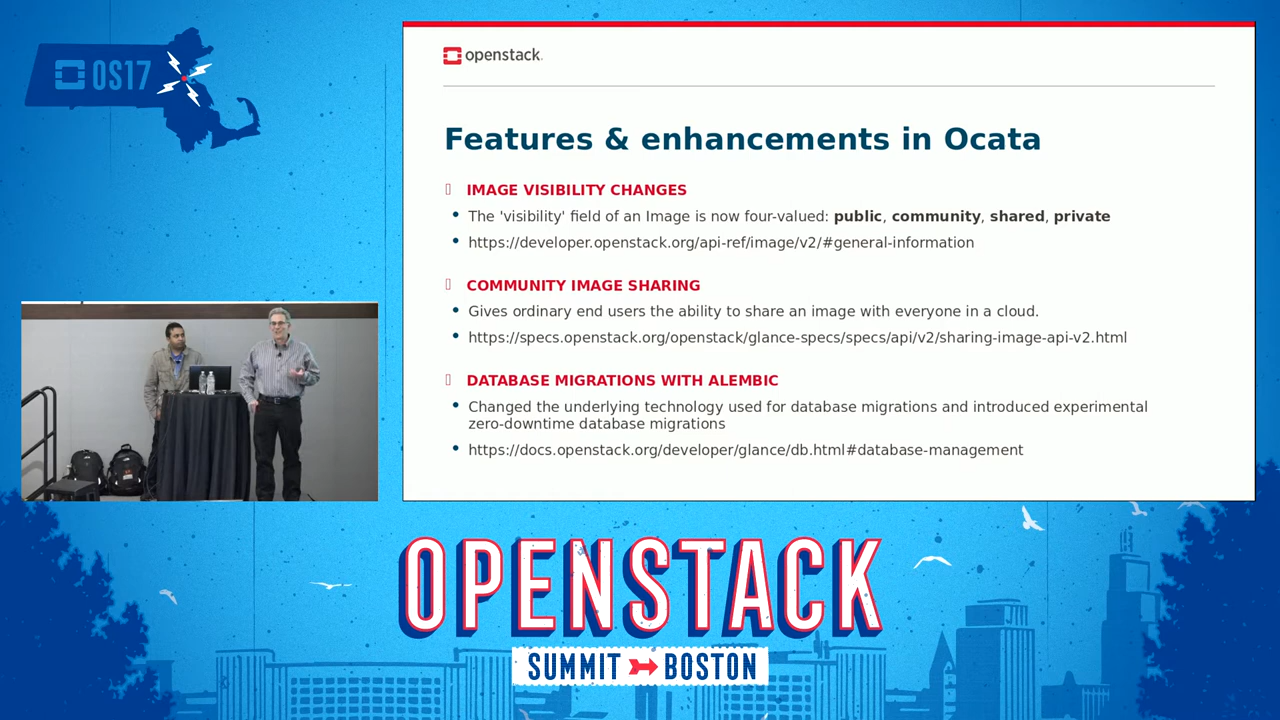 OS17
openstack.
Features & enhancements in Ocata
IMAGE VISIBILITY CHANGES
• The 'visibility' field of an Image is now four-valued: public, community, shared, private
• https://developer.openstack.org/api-ref/image/v2/#general-information
COMMUNITY IMAGE SHARING
• Gives ordinary end users the ability to share an image with everyone in a cloud.
• https://specs.openstack.org/openstack/glance-specs/specs/api/v2/sharing-image-api-v2.html
DATABASE MIGRATIONS WITH ALEMBIC
• Changed the underlying technology used for database migrations and introduced experimental
zero-downtime database migrations
• https://docs.openstack.org/developer/glance/db.html#database-management
OPENSTACK
SUMMIT BOSTON